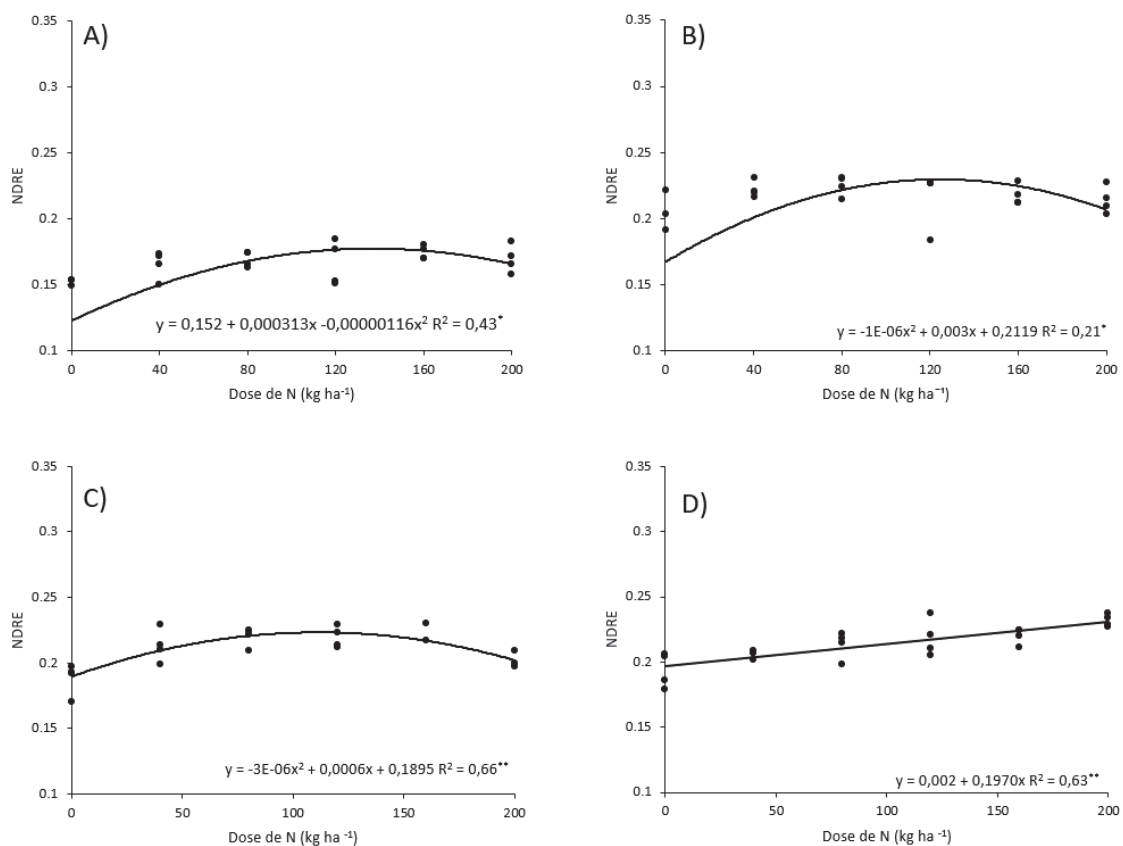 A)
0.35
0.3
0.25
0.2
0.15
0.1
NDRE
y = 0,152 + 0,000313x -0,00000116x² R² = 0,43*
0 40 80 120 160 200
Dose de N (kg ha⁻¹)
B)
0.35
0.3
0.25
0.2
0.15
0.1
NDRE
y = -1E-06x² + 0,003x + 0,2119 R² = 0,21*
0 40 80 120 160 200
Dose de N (kg ha⁻¹)
C)
0.35
0.3
0.25
0.2
0.15
0.1
NDRE
y = -3E-06x² + 0,0006x + 0,1895 R² = 0,66**
0 50 100 150 200
Dose de N (kg ha ⁻¹)
D)
0.35
0.3
0.25
0.2
0.15
0.1
NDRE
y = 0,002 + 0,1970x R² = 0,63**
0 50 100 150 200
Dose de N (kg ha ⁻¹)